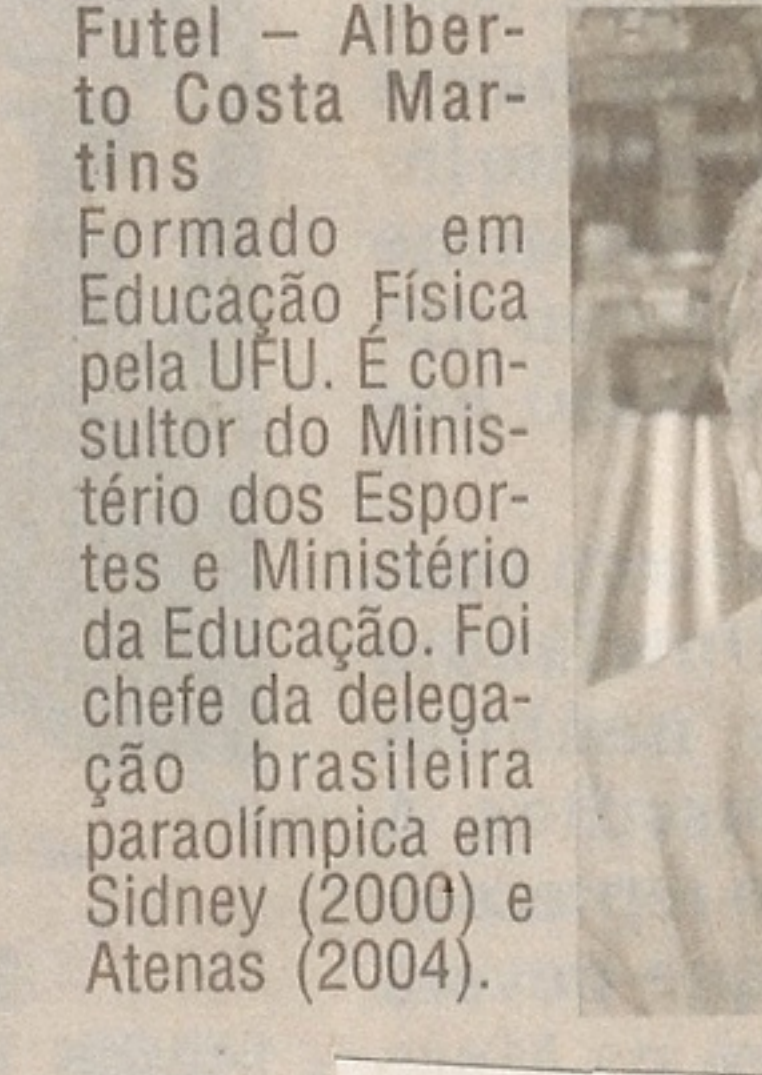 Futel – Alber-
to Costa Mar-
tins
Formado em
Educação Física
pela UFU. É con-
sultor do Minis-
tério dos Espor-
tes e Ministério
da Educação. Foi
chefe da delega-
ção brasileira
paraolímpica em
Sidney (2000) e
Atenas (2004).